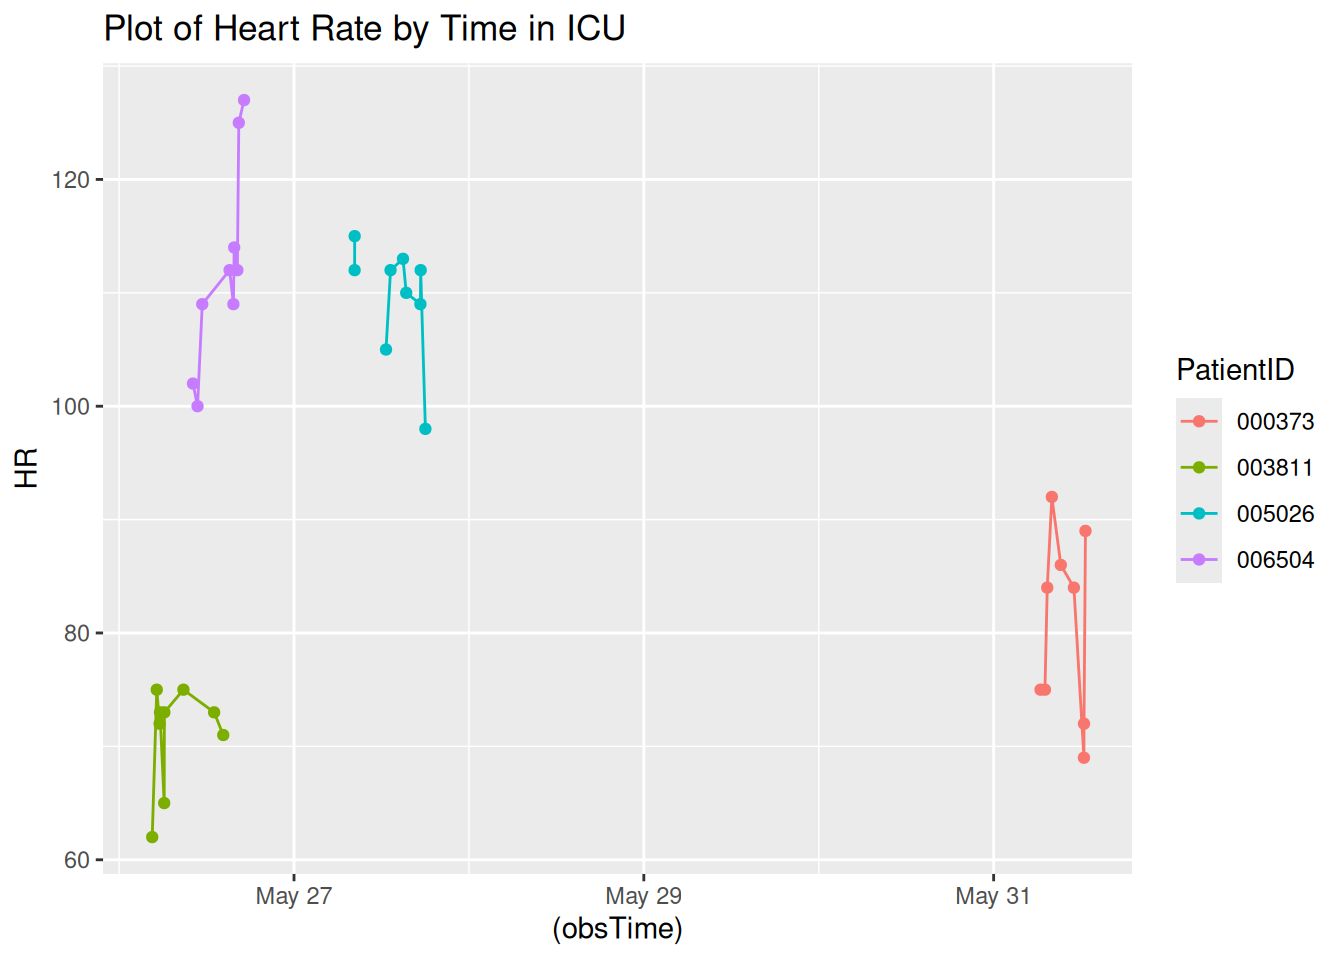 Plot of Heart Rate by Time in ICU
120
100
80
60
HR
May 27
May 29
May 31
(obsTime)
PatientID
000373
003811
005026
006504